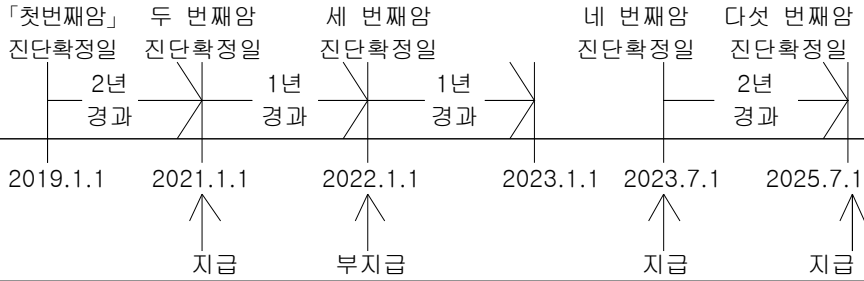 「첫번째암」 두 번째암 세 번째암 네 번째암 다섯 번째암
진단확정일 진단확정일 진단확정일 진단확정일 진단확정일
2년 1년 1년 2년
경과 경과 경과 경과
2019.1.1 2021.1.1 2022.1.1 2023.1.1 2023.7.1 2025.7.1
지급 부지급 지급 지급